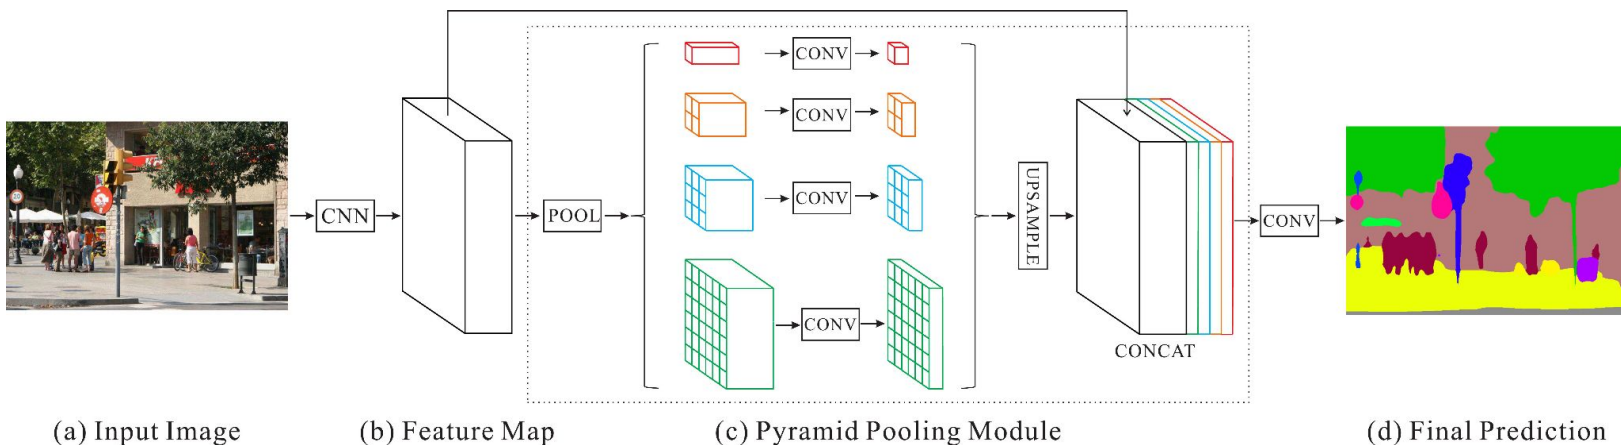 CNN
POOL
CONV
CONV
CONV
CONV
UPSAMPLE
CONCAT
CONV
(a) Input Image
(b) Feature Map
(c) Pyramid Pooling Module
(d) Final Prediction